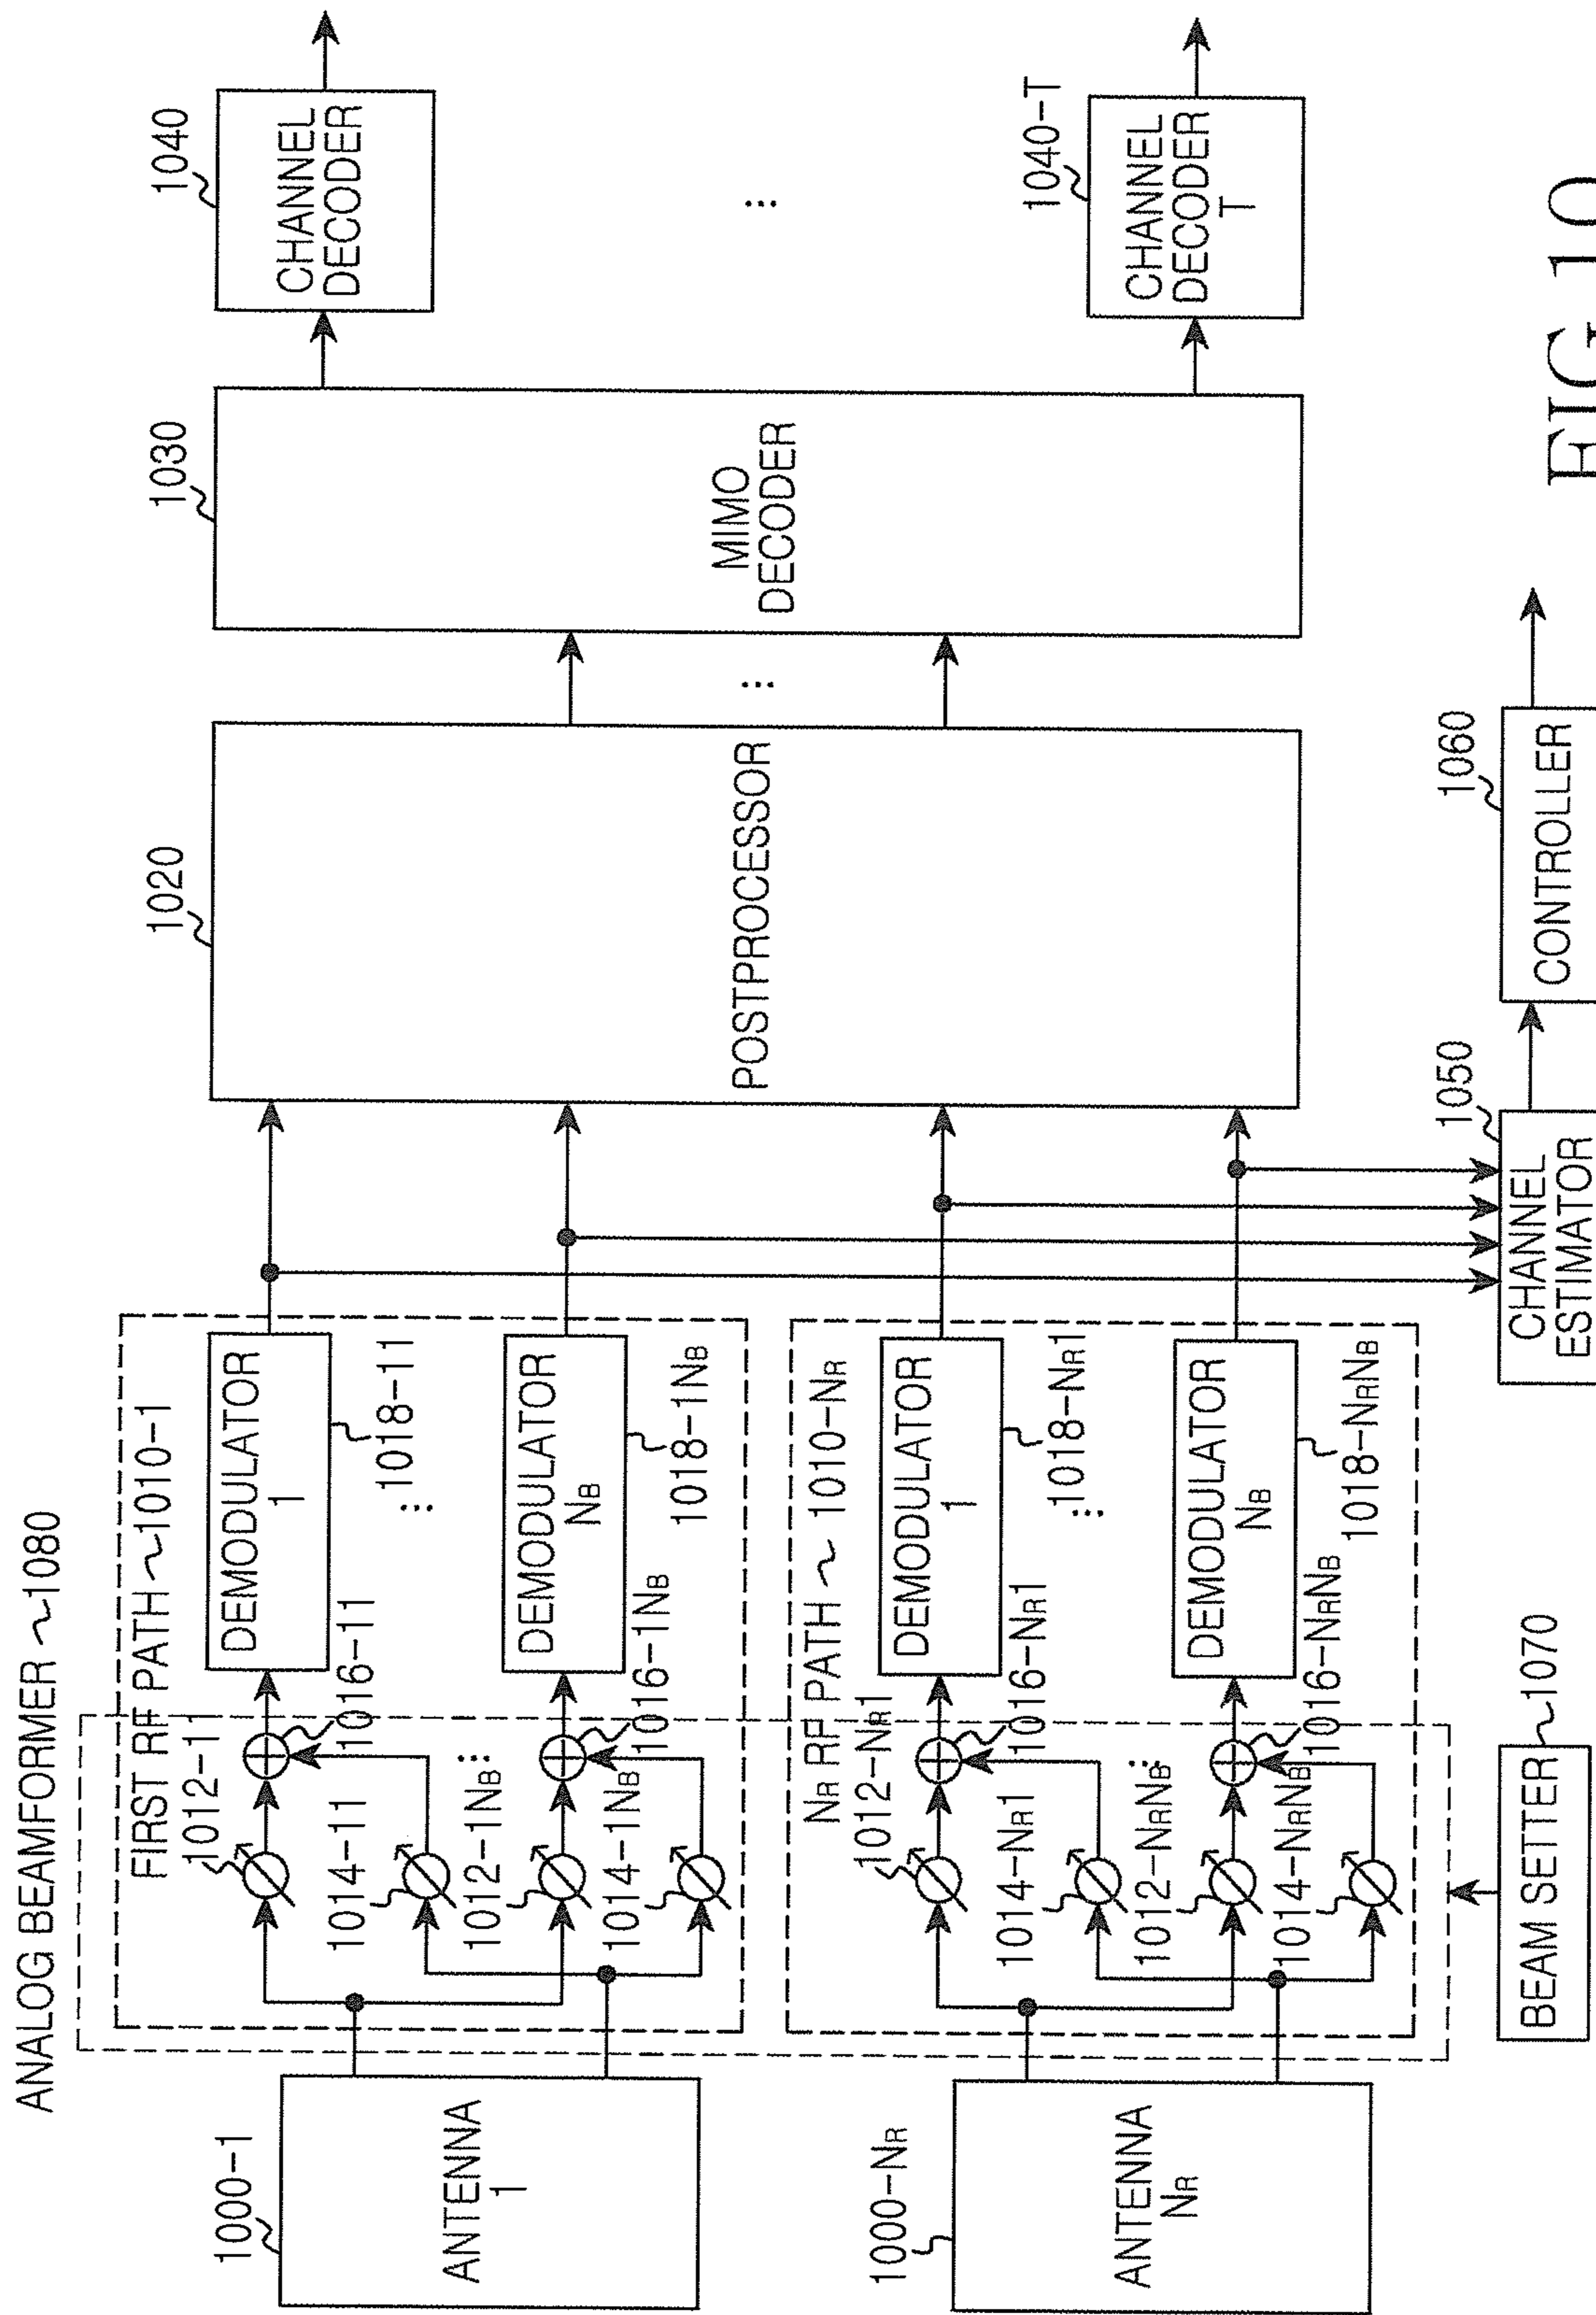 ANALOG BEAMFORMER ~1080
1000-1
ANTENNA
1
FIRST RF PATH ~1010-1
1012-11
1014-11
1016-11
1012-1NB
1014-1NB
1016-1NB
⋮
DEMODULATOR
1
1018-11
⋮
DEMODULATOR
NB
1018-1NB
1000-NR
ANTENNA
NR
NR RF PATH ~ 1010-NR
1012-NR1
1014-NR1
1016-NR1
1012-NRNB
1014-NRNB
1016-NRNB
⋮
DEMODULATOR
1
1018-NR1
⋮
DEMODULATOR
NB
1018-NRNB
BEAM SETTER ~1070
1020
POSTPROCESSOR
⋮
1030
MIMO
DECODER
1040
CHANNEL
DECODER
⋮
1040-T
CHANNEL
DECODER
T
1050
CHANNEL
ESTIMATOR
1060
CONTROLLER
FIG.10